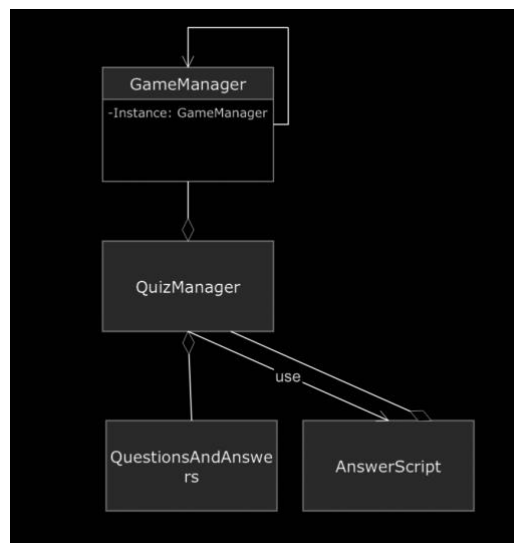 GameManager
-Instance: GameManager
QuizManager
use
QuestionsAndAnswe
rs
AnswerScript